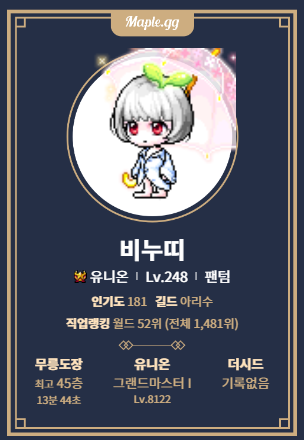 Maple.gg
비누띠
유니온 | Lv.248 | 팬텀
인기도 181 길드 아리수
직업랭킹 월드 52위 (전체 1,481위)
무릉도장 유니온 더시드
최고 45층 그랜드마스터 I 기록없음
13분 44초 Lv.8122